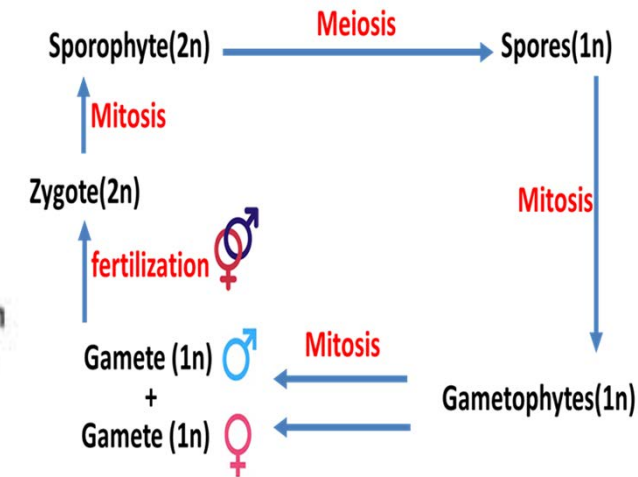 Meiosis
Sporophyte(2n)
Spores(1n)
Mitosis
Zygote(2n)
Mitosis
fertilization
Mitosis
Gamete (1n)
+
Gamete (1n)
Gametophytes(1n)